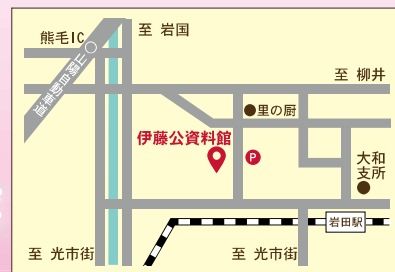 至 岩国
熊毛IC
山陽自動車道
至 柳井
里の厨
伊藤公資料館
P
大和
支所
岩田駅
至 光市街
至 光市街